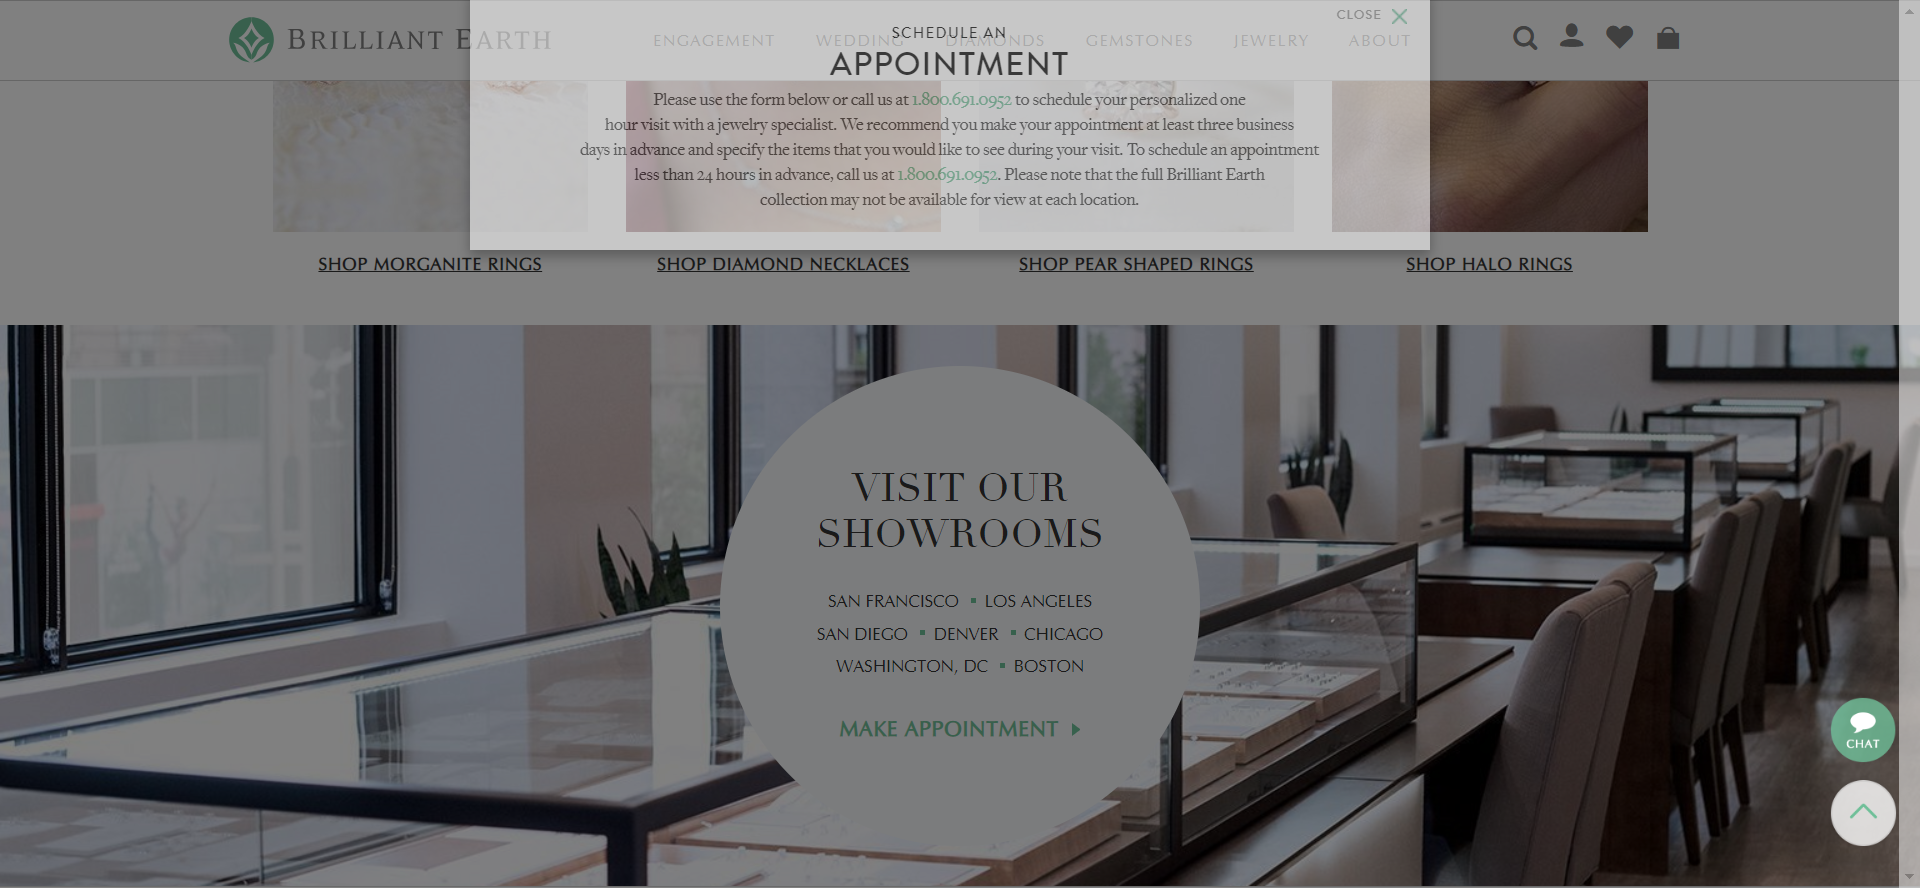 BRILLIANT EARTH
ENGAGEMENT WEDDING DIAMONDS GEMSTONES JEWELRY ABOUT
CLOSE
SCHEDULE AN
APPOINTMENT
Please use the form below or call us at 1.800.691.0952 to schedule your personalized one
hour visit with a jewelry specialist. We recommend you make your appointment at least three business
days in advance and specify the items that you would like to see during your visit. To schedule an appointment
less than 24 hours in advance, call us at 1.800.691.0952. Please note that the full Brilliant Earth
collection may not be available for view at each location.
SHOP MORGANITE RINGS
SHOP DIAMOND NECKLACES
SHOP PEAR SHAPED RINGS
SHOP HALO RINGS
VISIT OUR
SHOWROOMS
SAN FRANCISCO ▪ LOS ANGELES
SAN DIEGO ▪ DENVER ▪ CHICAGO
WASHINGTON, DC ▪ BOSTON
MAKE APPOINTMENT
CHAT